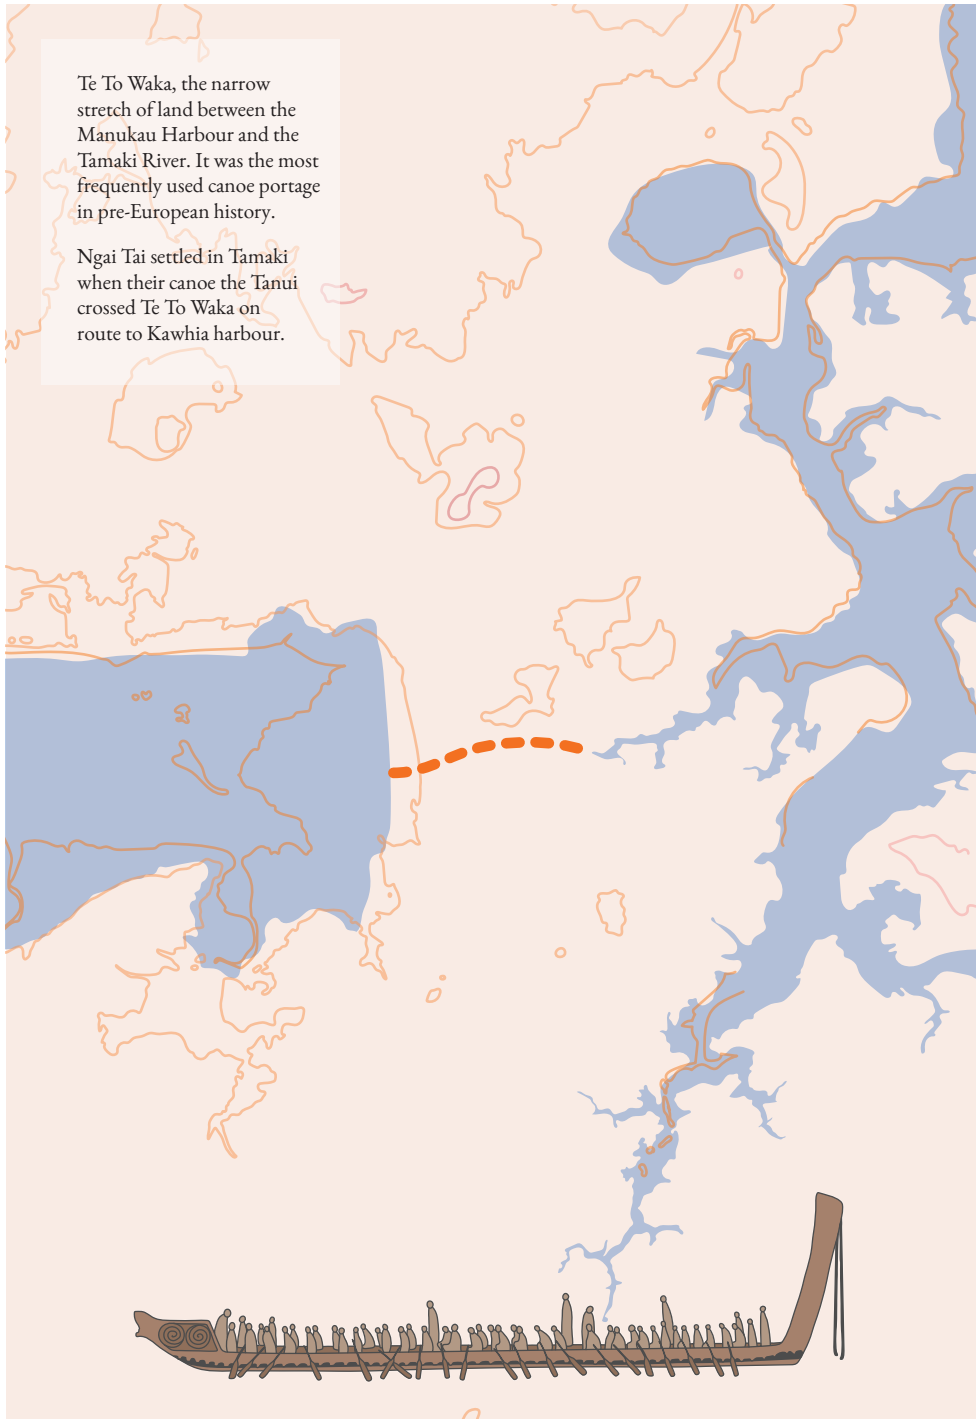 Te To Waka, the narrow
stretch of land between the
Manukau Harbour and the
Tamaki River. It was the most
frequently used canoe portage
in pre-European history.
Ngai Tai settled in Tamaki
when their canoe the Tanui
crossed Te To Waka on
route to Kawhia harbour.